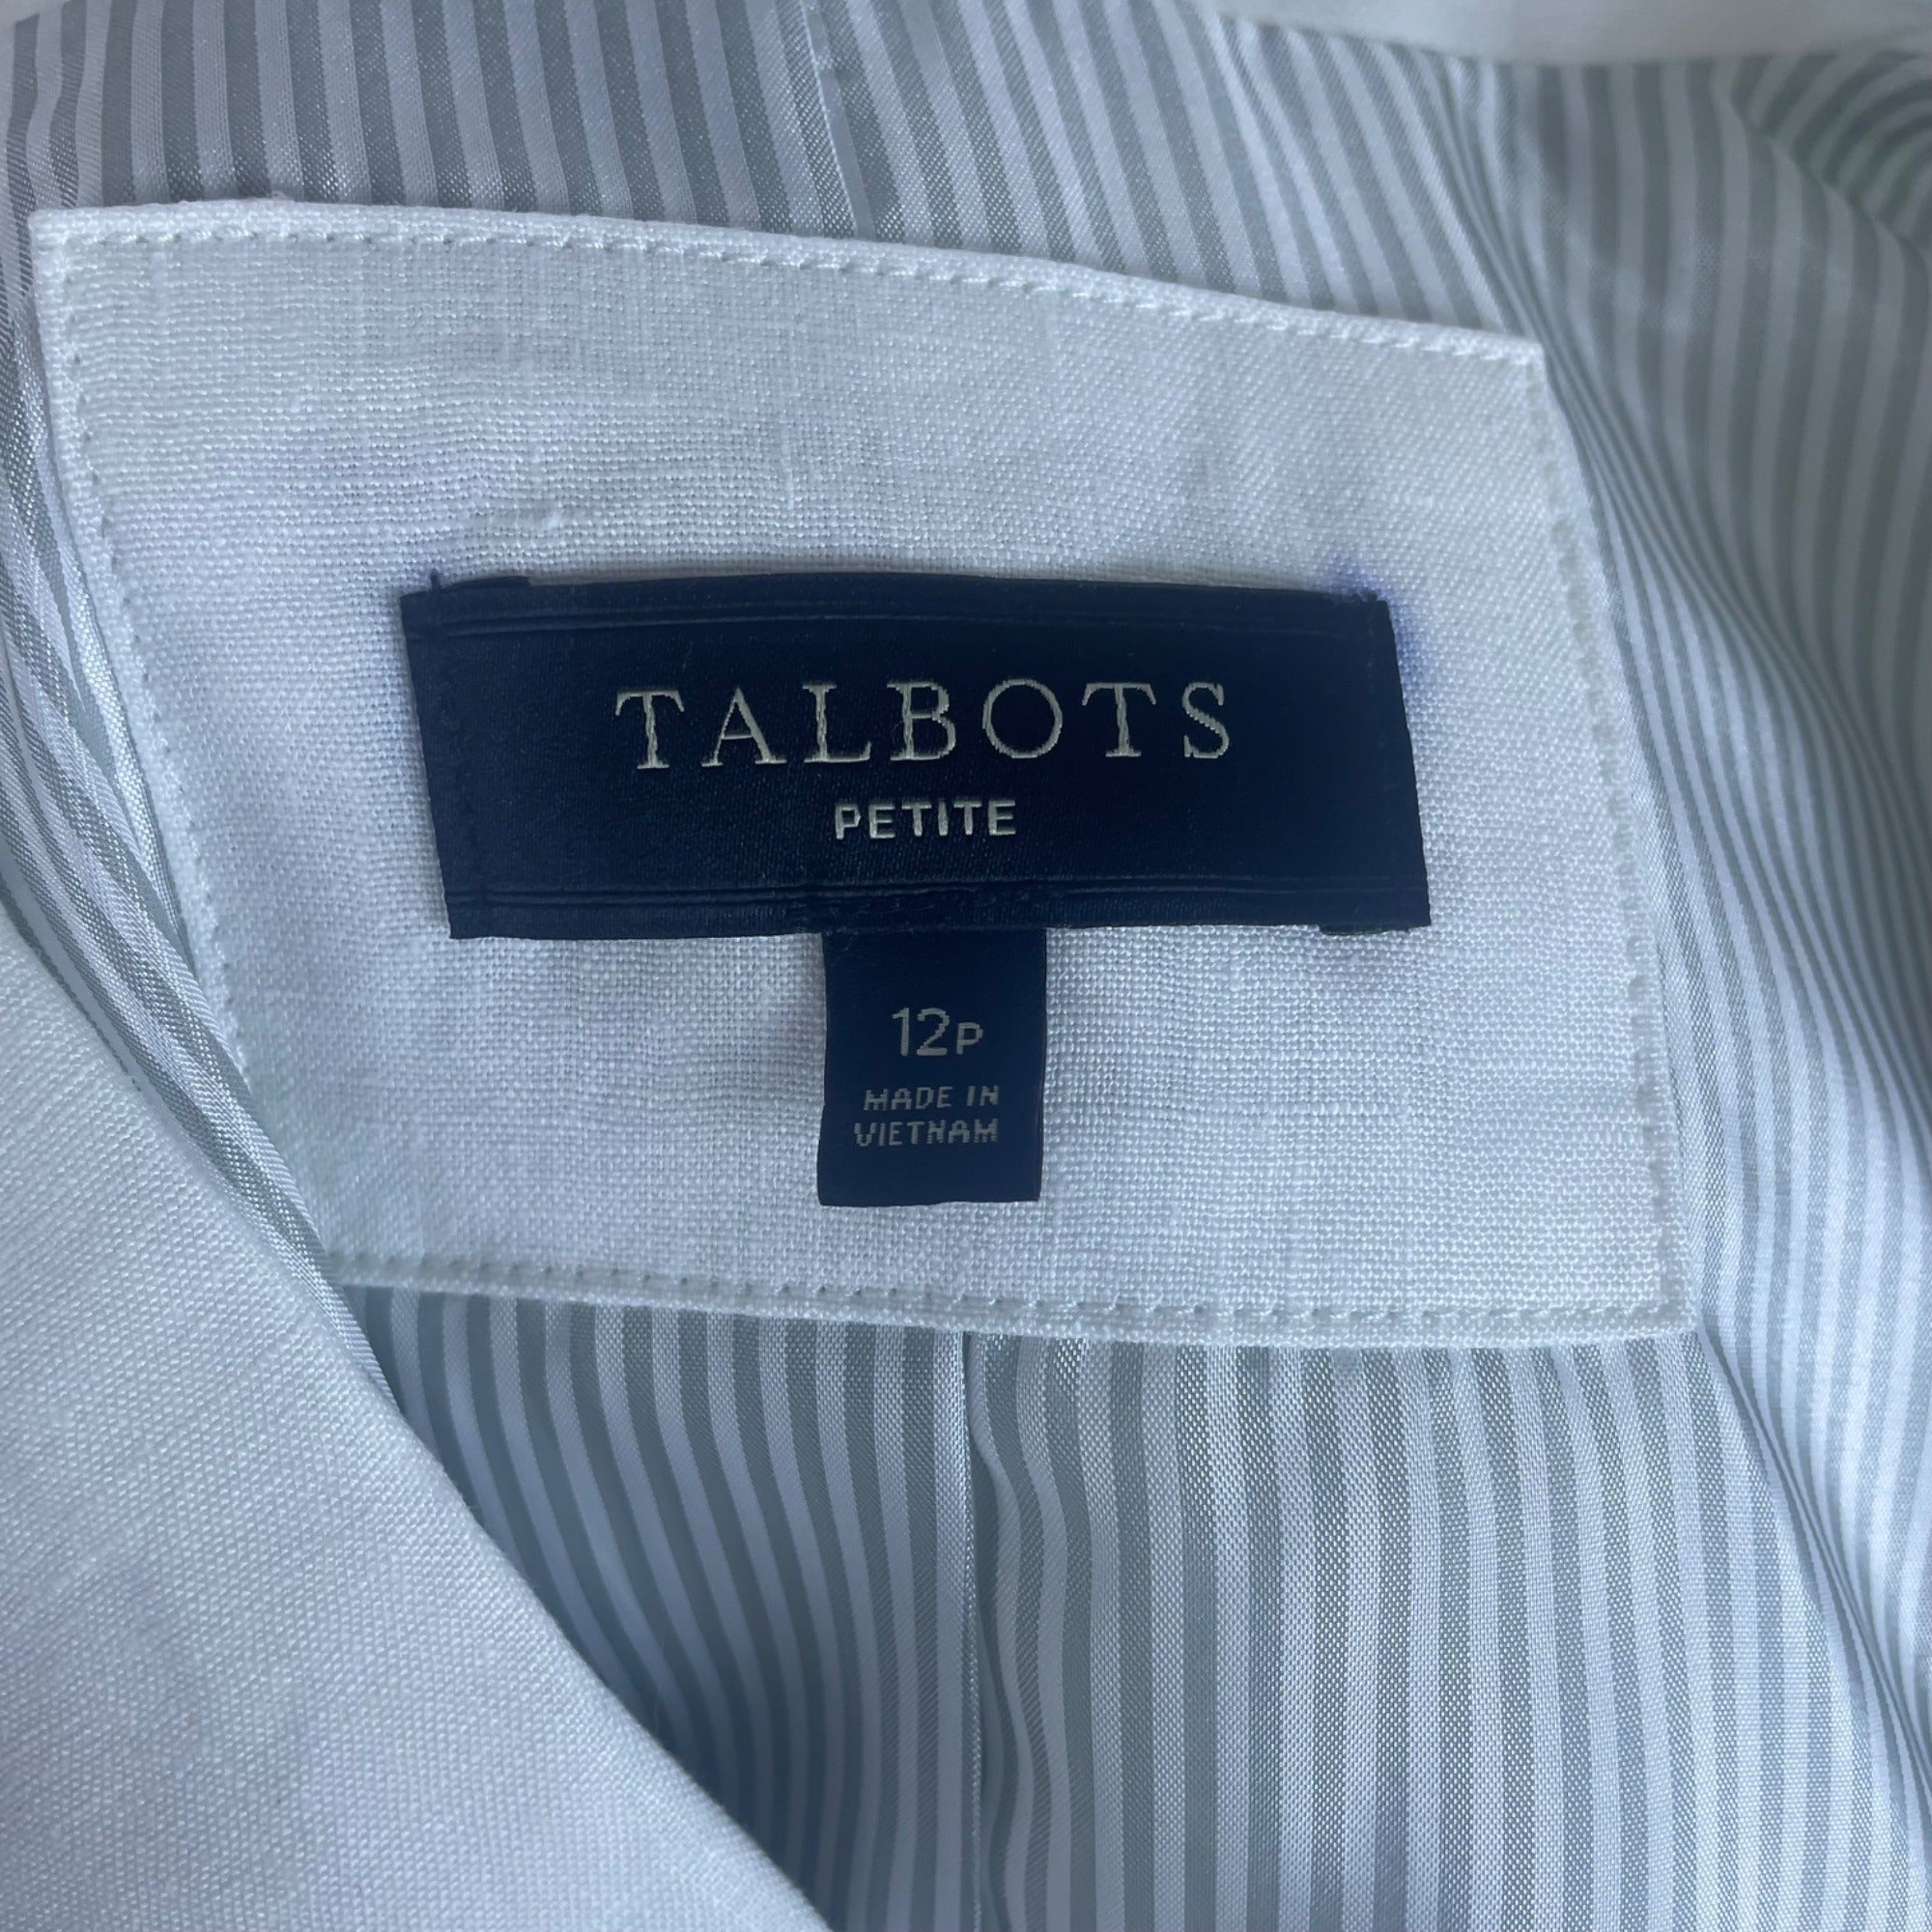 TALBOTS
PETITE
12P
MADE IN
VIETNAM